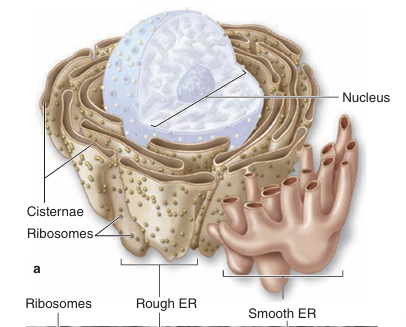 Nucleus
Cisternae
Ribosomes
a
Ribosomes
Rough ER
Smooth ER